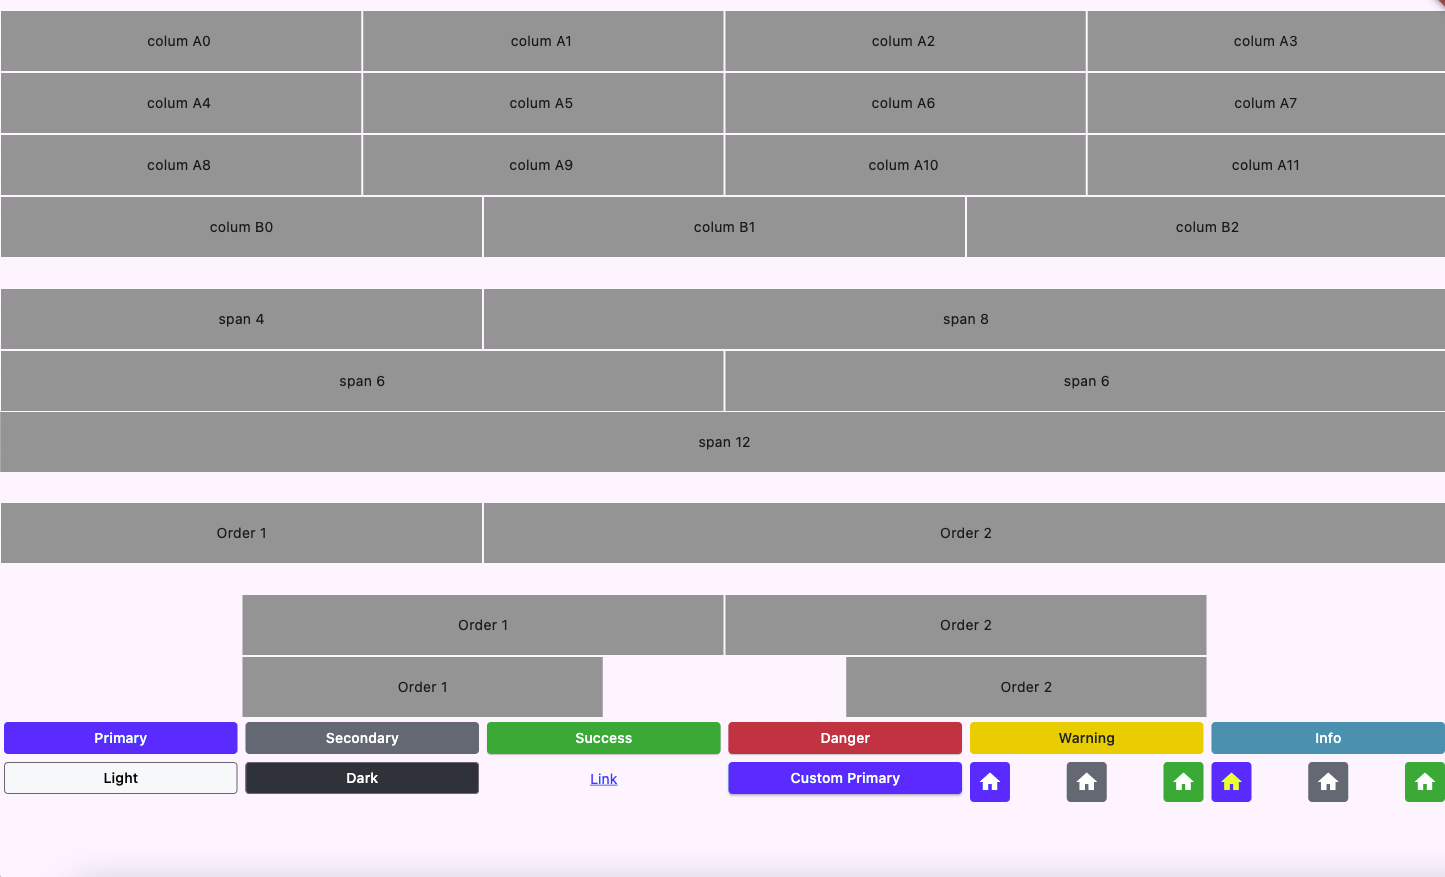 colum A0 colum A1 colum A2 colum A3
colum A4 colum A5 colum A6 colum A7
colum A8 colum A9 colum A10 colum A11
colum B0 colum B1 colum B2
span 4 span 8
span 6 span 6
span 12
Order 1 Order 2
Order 1 Order 2
Order 1 Order 2
Primary Secondary Success Danger Warning Info
Light Dark Link Custom Primary